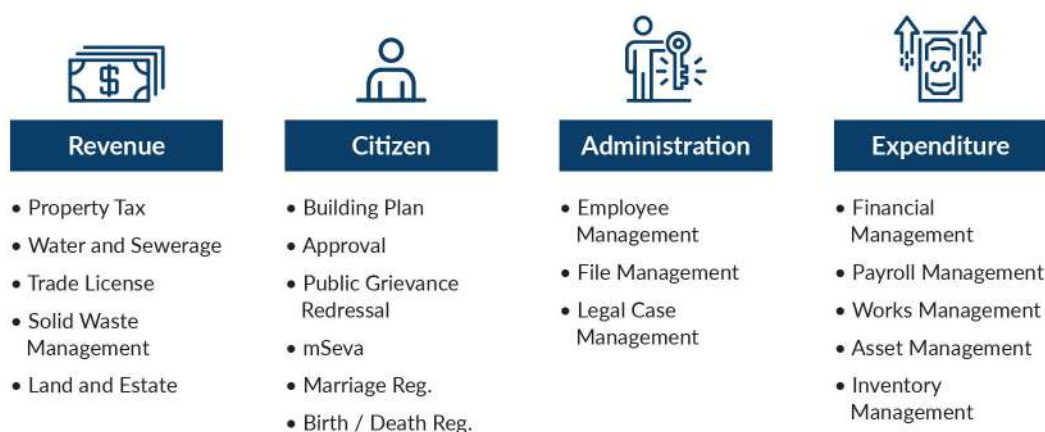 Revenue
• Property Tax
• Water and Sewerage
• Trade License
• Solid Waste
Management
• Land and Estate
Citizen
• Building Plan
• Approval
• Public Grievance
Redressal
• mSeva
• Marriage Reg.
• Birth / Death Reg.
Administration
• Employee
Management
• File Management
• Legal Case
Management
Expenditure
• Financial
Management
• Payroll Management
• Works Management
• Asset Management
• Inventory
Management